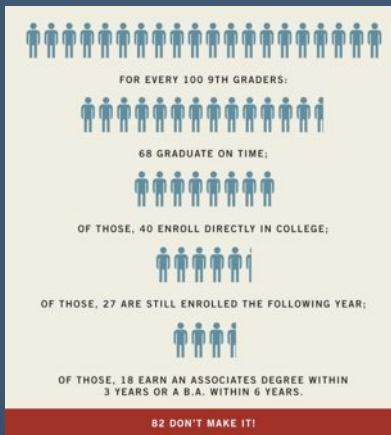 FOR EVERY 100 9TH GRADERS:
68 GRADUATE ON TIME;
OF THOSE, 40 ENROLL DIRECTLY IN COLLEGE;
OF THOSE, 27 ARE STILL ENROLLED THE FOLLOWING YEAR;
OF THOSE, 18 EARN AN ASSOCIATES DEGREE WITHIN
3 YEARS OR A B.A. WITHIN 6 YEARS.
82 DON'T MAKE IT!